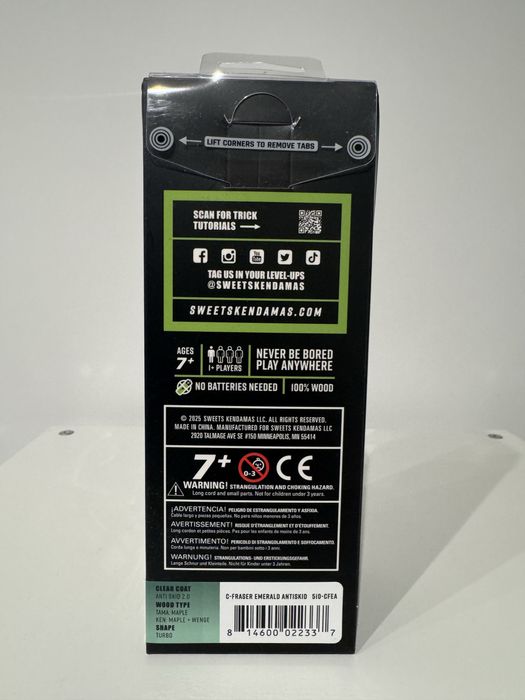 LIFT CORNERS TO REMOVE TABS
SCAN FOR TRICK
TUTORIALS
TAG US IN YOUR LEVEL-UPS
@SWEETSKENDAMAS
SWEETSKENDAMAS.COM
AGES
7+
1+ PLAYERS
NEVER BE BORED
PLAY ANYWHERE
NO BATTERIES NEEDED
100% WOOD
© 2025 SWEETS KENDAMAS LLC. ALL RIGHTS RESERVED.
MADE IN CHINA. MANUFACTURED FOR SWEETS KENDAMAS LLC
2920 TALMAGE AVE SE #150 MINNEAPOLIS, MN 55414
7+ 0-3 CE
WARNING! STRANGULATION AND CHOKING HAZARD.
Long cord and small parts. Not for children under 3 years.
¡ADVERTENCIA! PELIGRO DE ESTRANGULAMIENTO Y ASFIXIA.
Cable largo y piezas pequeñas. No para niños menores de 3 años.
AVERTISSEMENT! RISQUE D'ÉTRANGLEMENT ET D'ÉTOUFFEMENT.
Long cordon et petites pièces. Pas pour les enfants de moins de 3 ans.
AVVERTIMENTO! PERICOLO DI STRANGOLAMENTO E SOFFOCAMENTO.
Corda lunga e minuteria. Non per bambini sotto i 3 anni.
WARNUNG! STRANGULATIONS- UND ERSTICKUNGSGEFAHR.
Lange Schnur und Kleinteile. Nicht für Kinder unter 3 Jahren.
CLEAR COAT
ANTI SKID 2.0
WOOD TYPE
TAMA: MAPLE
KEN: MAPLE + WENGE
SHAPE
TURBO
C-FRASER EMERALD ANTISKID 5I0-CFEA
8 14600 02233 7